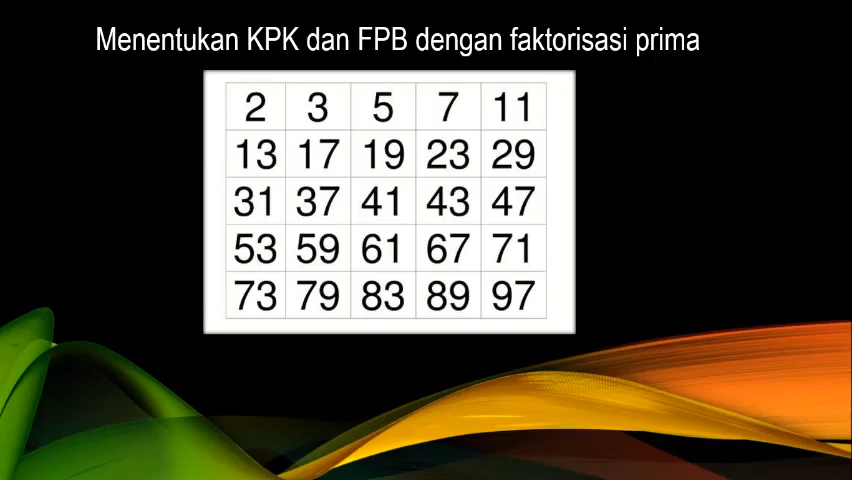 Menentukan KPK dan FPB dengan faktorisasi prima
2 3 5 7 11
13 17 19 23 29
31 37 41 43 47
53 59 61 67 71
73 79 83 89 97